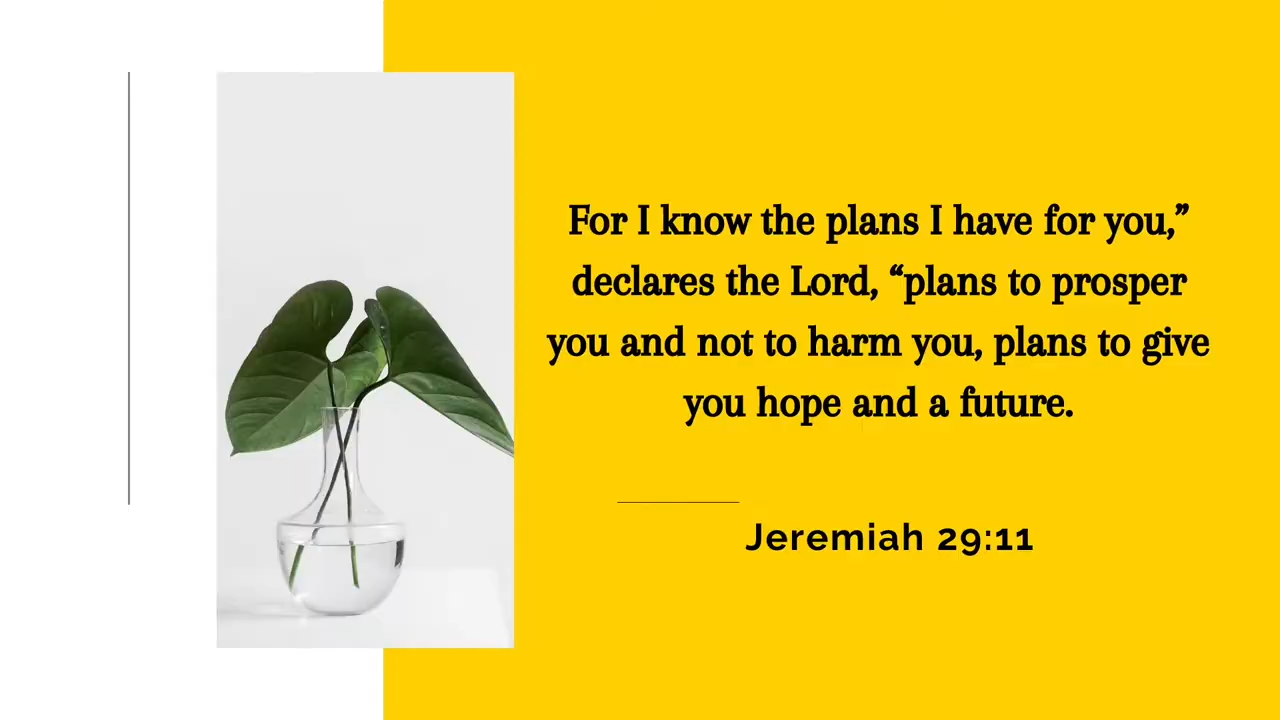 For I know the plans I have for you,”
declares the Lord, “plans to prosper
you and not to harm you, plans to give
you hope and a future.
Jeremiah 29:11